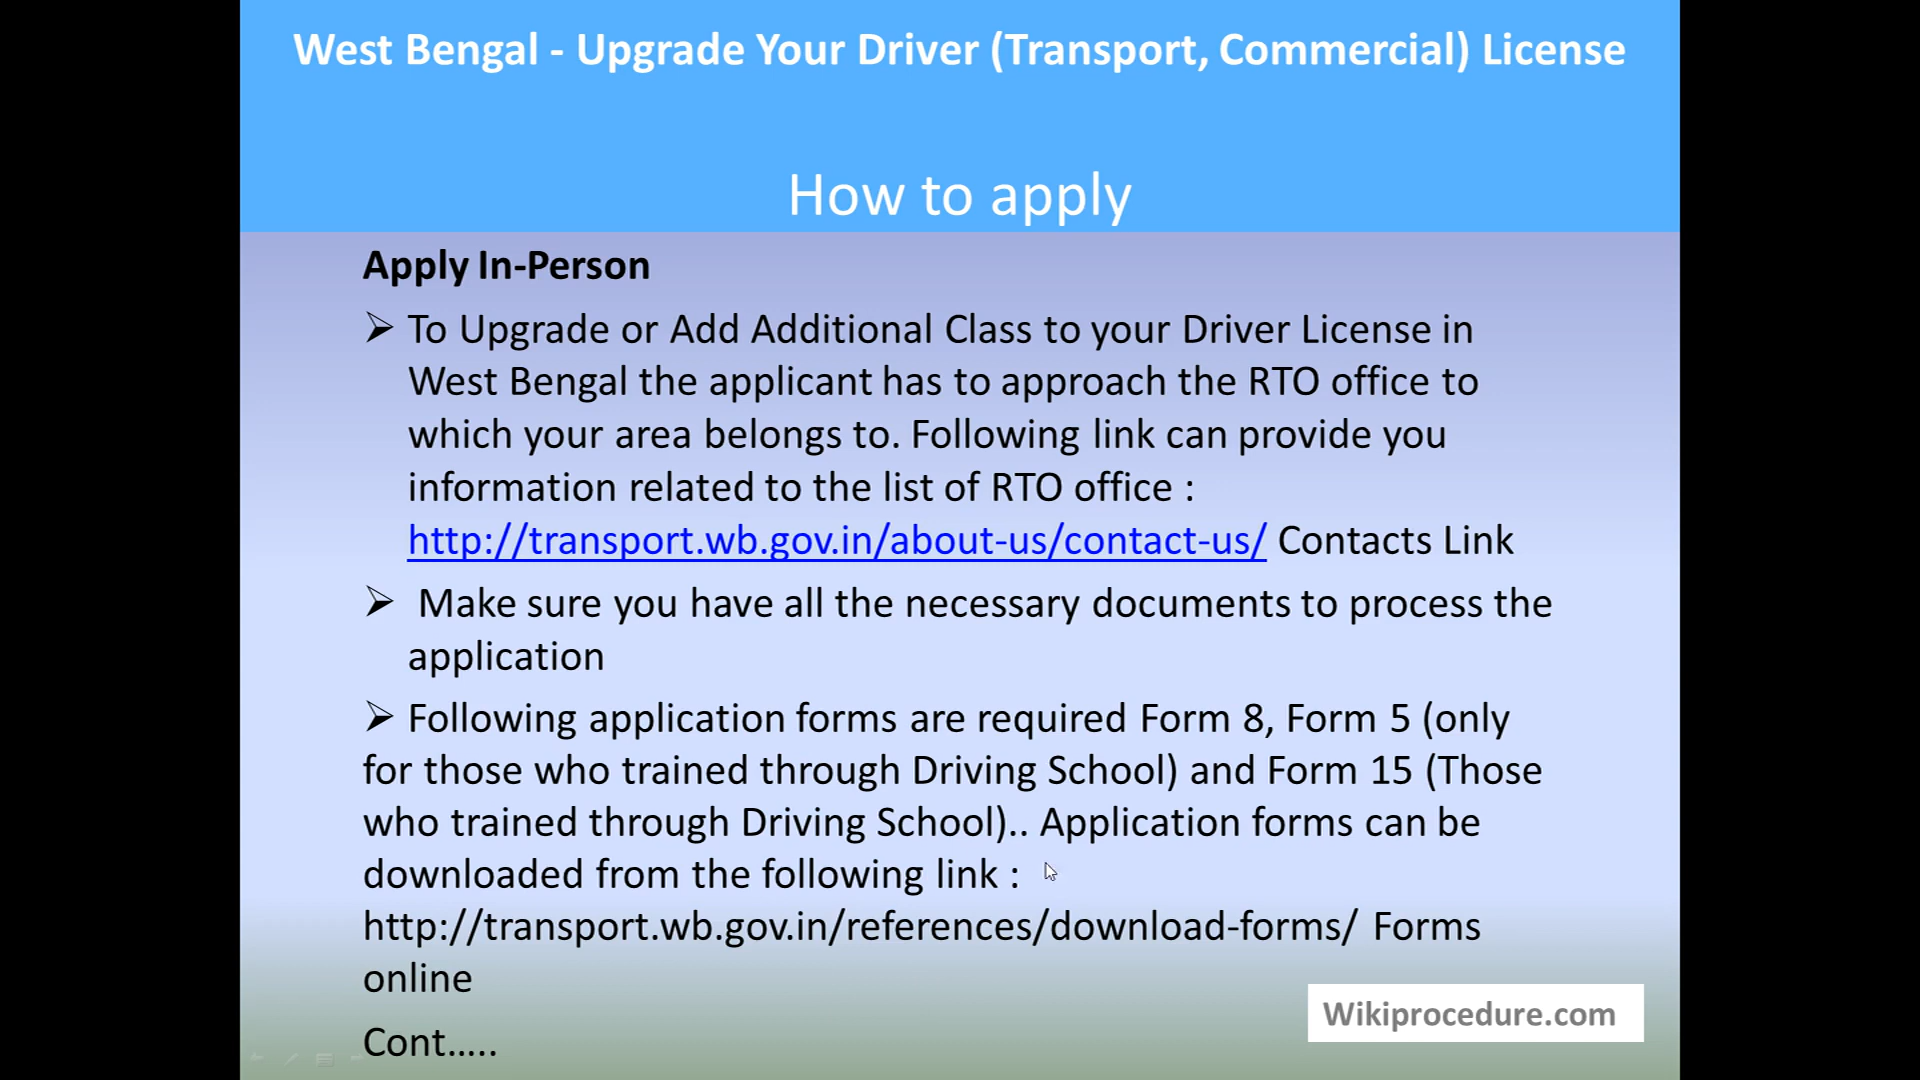 West Bengal - Upgrade Your Driver (Transport, Commercial) License
How to apply
Apply In-Person
➢ To Upgrade or Add Additional Class to your Driver License in
West Bengal the applicant has to approach the RTO office to
which your area belongs to. Following link can provide you
information related to the list of RTO office :
http://transport.wb.gov.in/about-us/contact-us/ Contacts Link
➢ Make sure you have all the necessary documents to process the
application
➢ Following application forms are required Form 8, Form 5 (only
for those who trained through Driving School) and Form 15 (Those
who trained through Driving School).. Application forms can be
downloaded from the following link :
http://transport.wb.gov.in/references/download-forms/ Forms
online
Cont.....
Wikiprocedure.com